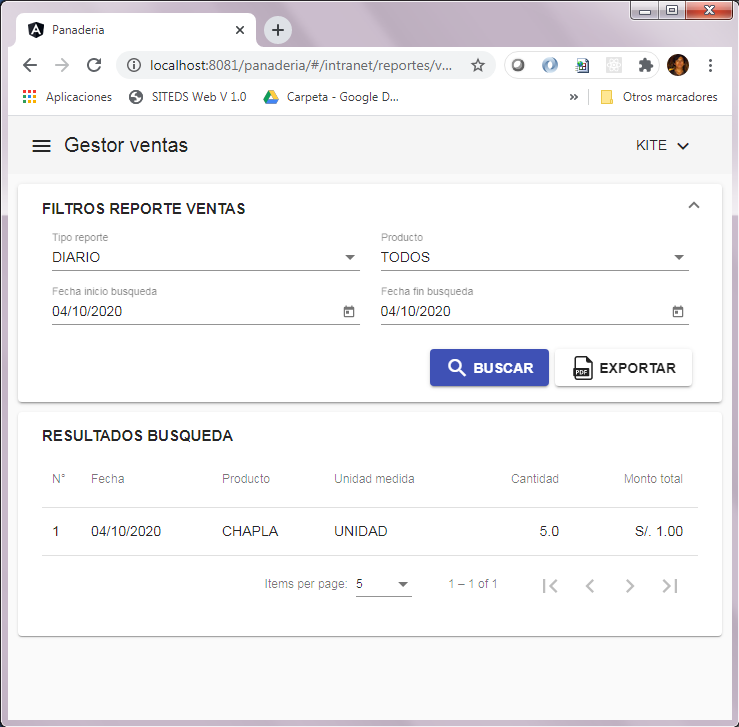 Panaderia
localhost:8081/panaderia/#/intranet/reportes/v...
Aplicaciones SITEDS Web V 1.0 Carpeta - Google D... » Otros marcadores
Gestor ventas KITE
FILTROS REPORTE VENTAS
Tipo reporte Producto
DIARIO TODOS
Fecha inicio busqueda Fecha fin busqueda
04/10/2020 04/10/2020
BUSCAR PDF EXPORTAR
RESULTADOS BUSQUEDA
N° Fecha Producto Unidad medida Cantidad Monto total
1 04/10/2020 CHAPLA UNIDAD 5.0 S/. 1.00
Items per page: 5 1 – 1 of 1